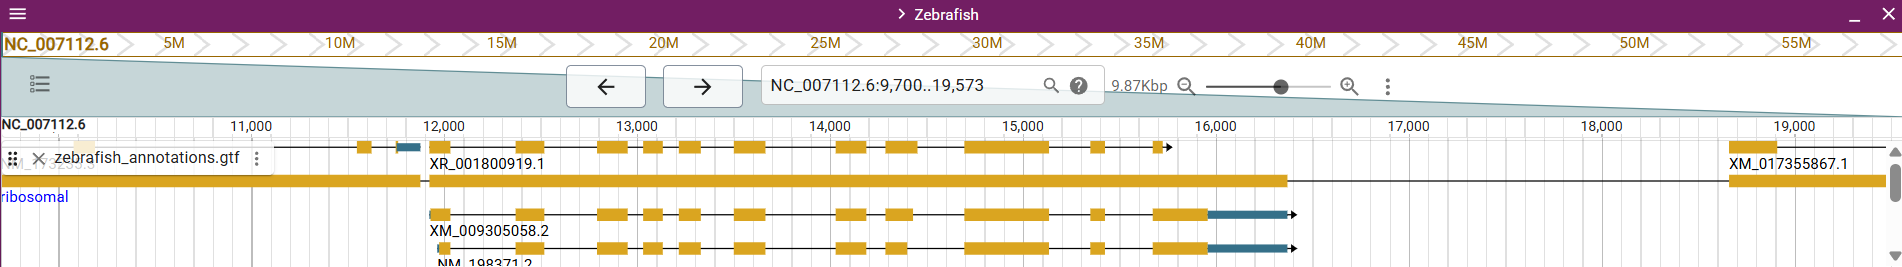 Zebrafish
NC_007112.6 5M 10M 15M 20M 25M 30M 35M 40M 45M 50M 55M
NC_007112.6:9,700..19,573 9.87Kbp
NC_007112.6 11,000 12,000 13,000 14,000 15,000 16,000 17,000 18,000 19,000
zebrafish_annotations.gtf
XR_001800919.1 XM_017355867.1
ribosomal
XM_009305058.2
NM_198371.2